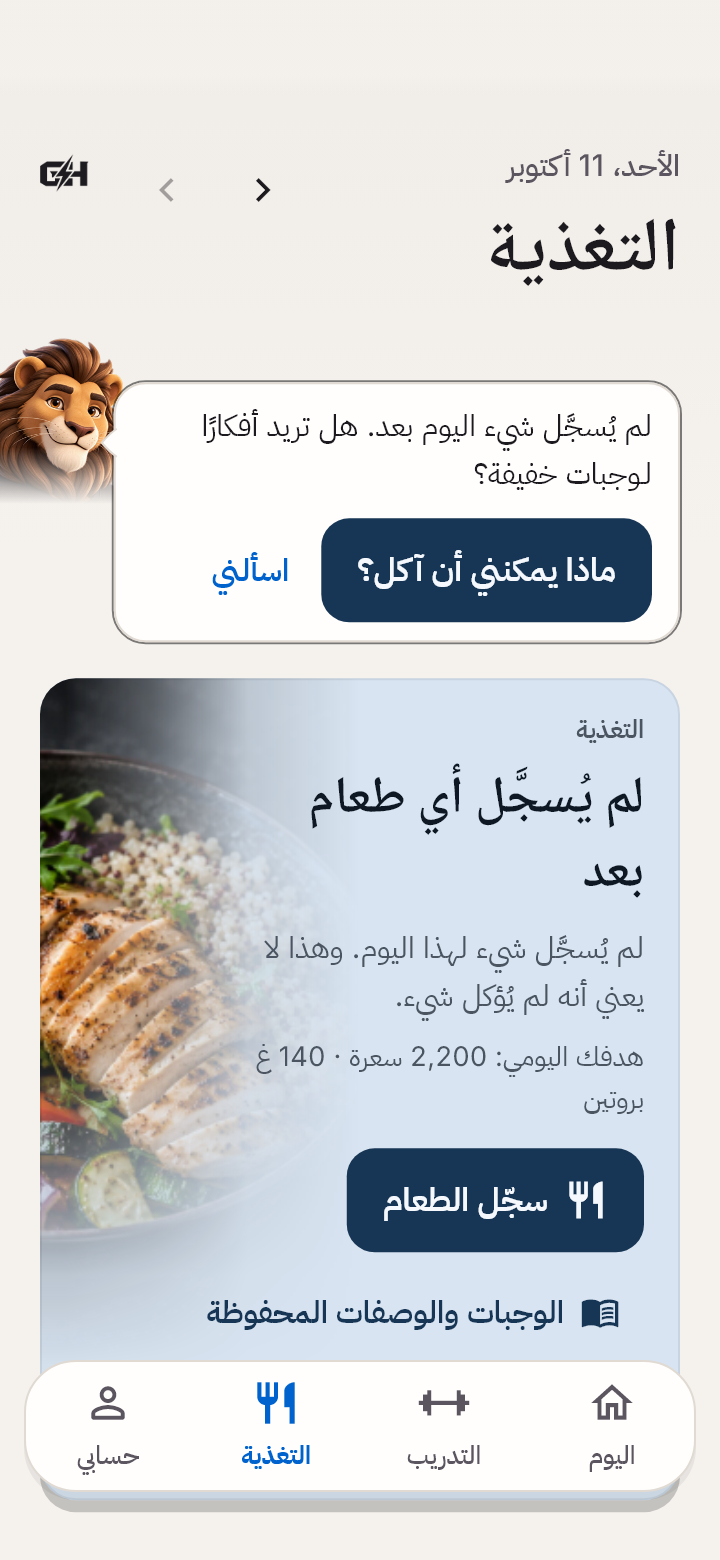 الأحد، 11 أكتوبر
GH
التغذية
لم يُسجَّل شيء اليوم بعد. هل تريد أفكارًا
لوجبات خفيفة؟
ماذا يمكنني أن آكل؟
اسألني
التغذية
لم يُسجَّل أي طعام
بعد
لم يُسجَّل شيء لهذا اليوم. وهذا لا
يعني أنه لم يُؤكل شيء.
هدفك اليومي: 2,200 سعرة · 140 غ
بروتين
سجّل الطعام
الوجبات والوصفات المحفوظة
اليوم
التدريب
التغذية
حسابي